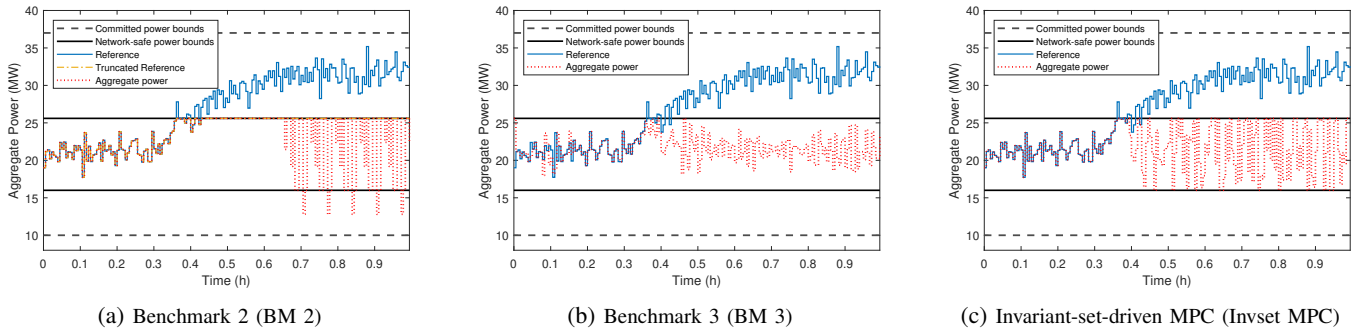 Committed power bounds
Network-safe power bounds
Reference
Truncated Reference
Aggregate power
Aggregate Power (MW)
40
35
30
25
20
15
10
0 0.1 0.2 0.3 0.4 0.5 0.6 0.7 0.8 0.9
Time (h)
(a) Benchmark 2 (BM 2)
Committed power bounds
Network-safe power bounds
Reference
Aggregate power
Aggregate Power (MW)
40
35
30
25
20
15
10
0 0.1 0.2 0.3 0.4 0.5 0.6 0.7 0.8 0.9
Time (h)
(b) Benchmark 3 (BM 3)
Committed power bounds
Network-safe power bounds
Reference
Aggregate power
Aggregate Power (MW)
40
35
30
25
20
15
10
0 0.1 0.2 0.3 0.4 0.5 0.6 0.7 0.8 0.9
Time (h)
(c) Invariant-set-driven MPC (Invset MPC)